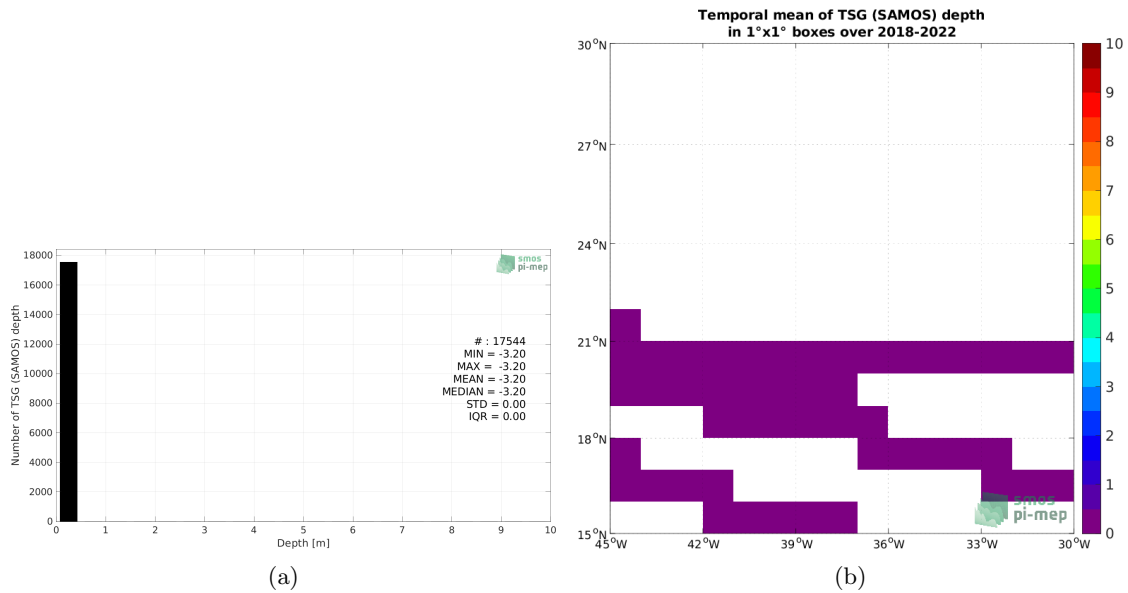 18000
16000
14000
12000
10000
8000
6000
4000
2000
0
Number of TSG (SAMOS) depth
smos
pi-mep
# : 17544
MIN = -3.20
MAX = -3.20
MEAN = -3.20
MEDIAN = -3.20
STD = 0.00
IQR = 0.00
0 1 2 3 4 5 6 7 8 9 10
Depth [m]
(a)
Temporal mean of TSG (SAMOS) depth
in 1°x1° boxes over 2018-2022
30°N
27°N
24°N
21°N
18°N
15°N
45°W 42°W 39°W 36°W 33°W 30°W
smos
pi-mep
10
9
8
7
6
5
4
3
2
1
0
(b)